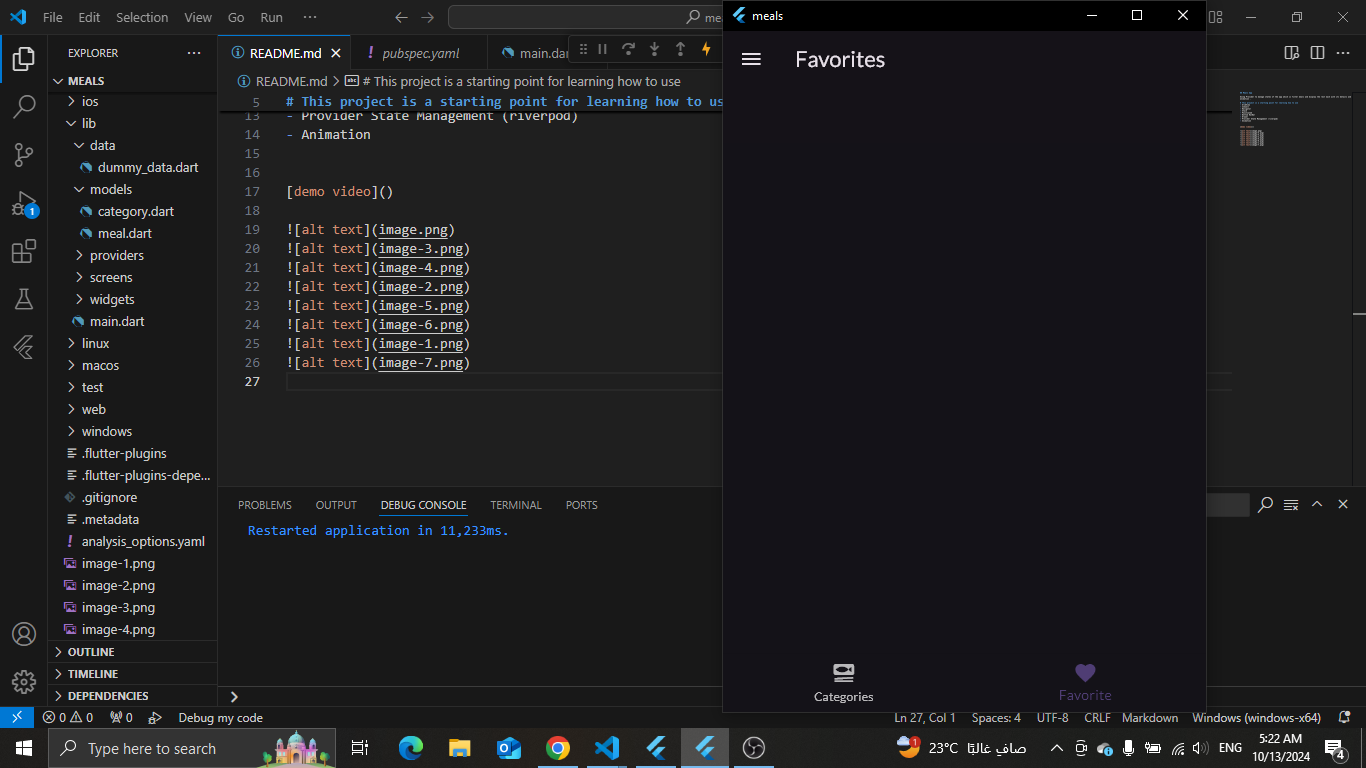 File Edit Selection View Go Run ···
me
meals
EXPLORER ···
README.md
pubspec.yaml
main.dar
MEALS
README.md > # This project is a starting point for learning how to use
ios
lib
data
dummy_data.dart
models
category.dart
meal.dart
providers
screens
widgets
main.dart
linux
macos
test
web
windows
.flutter-plugins
.flutter-plugins-depe...
.gitignore
.metadata
analysis_options.yaml
image-1.png
image-2.png
image-3.png
image-4.png
OUTLINE
TIMELINE
DEPENDENCIES
5 # This project is a starting point for learning how to us
13 - Provider State Management (riverpod)
14 - Animation
15
16
17 [demo video]()
18
19 ![alt text](image.png)
20 ![alt text](image-3.png)
21 ![alt text](image-4.png)
22 ![alt text](image-2.png)
23 ![alt text](image-5.png)
24 ![alt text](image-6.png)
25 ![alt text](image-1.png)
26 ![alt text](image-7.png)
27
PROBLEMS OUTPUT DEBUG CONSOLE TERMINAL PORTS
Restarted application in 11,233ms.
Favorites
Categories
Favorite
1
0 0 0 Debug my code
Ln 27, Col 1 Spaces: 4 UTF-8 CRLF Markdown Windows (windows-x64)
Type here to search
1
23°C صافٍ غالبًا
ENG
5:22 AM
10/13/2024
4